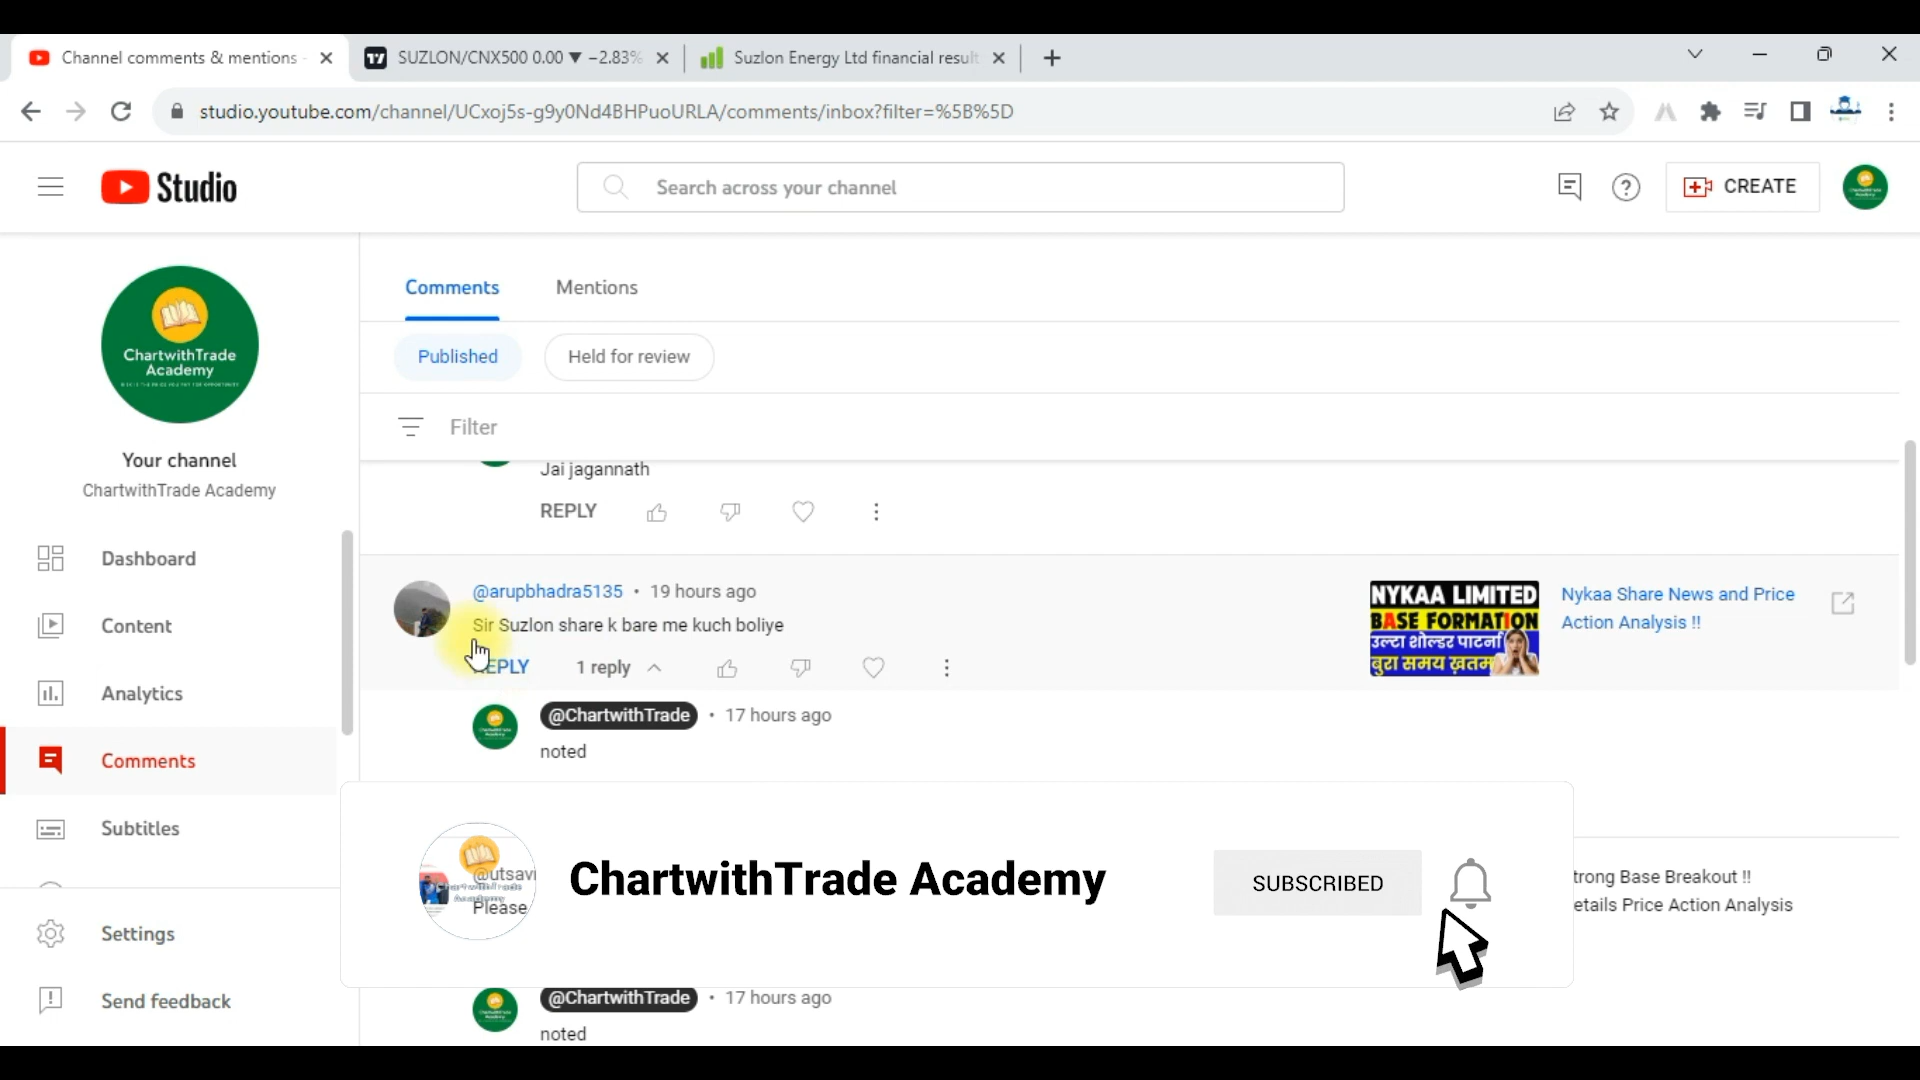 Channel comments & mentions
SUZLON/CNX500 0.00 ▼ −2.83%
Suzlon Energy Ltd financial result
studio.youtube.com/channel/UCxoj5s-g9y0Nd4BHPuoURLA/comments/inbox?filter=%5B%5D
Studio
Search across your channel
CREATE
ChartwithTrade
Academy
Your channel
ChartwithTrade Academy
Dashboard
Content
Analytics
Comments
Subtitles
Settings
Send feedback
Comments
Mentions
Published
Held for review
Filter
Jai jagannath
REPLY
@arupbhadra5135 • 19 hours ago
Sir Suzlon share k bare me kuch boliye
REPLY
1 reply
NYKAA LIMITED
BASE FORMATION
उल्टा शोल्डर पाटर्न
बुरा समय ख़तम
Nykaa Share News and Price
Action Analysis !!
@ChartwithTrade • 17 hours ago
noted
@utsavi
Please
ChartwithTrade Academy
SUBSCRIBED
trong Base Breakout !!
etails Price Action Analysis
@ChartwithTrade • 17 hours ago
noted